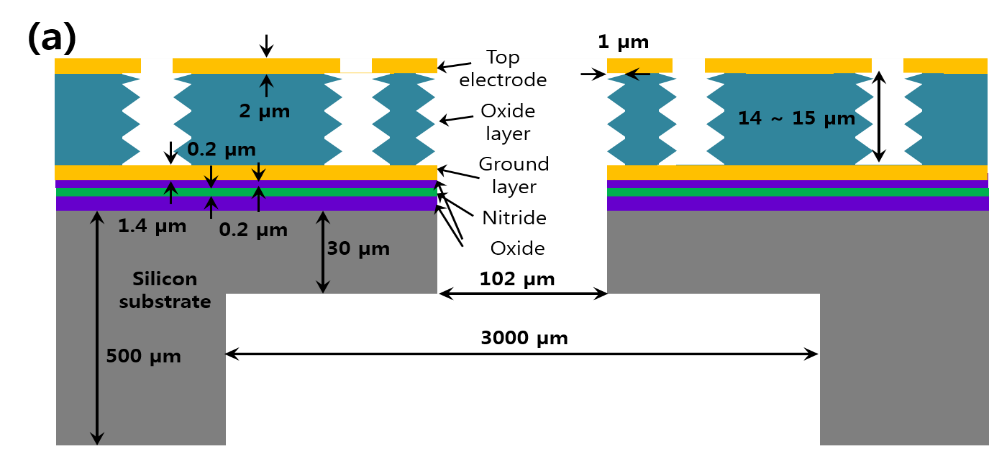 (a)
1 μm
Top
electrode
2 μm
Oxide
layer
14 ~ 15 μm
0.2 μm
Ground
layer
1.4 μm
0.2 μm
Nitride
30 μm
Oxide
Silicon
substrate
102 μm
3000 μm
500 μm